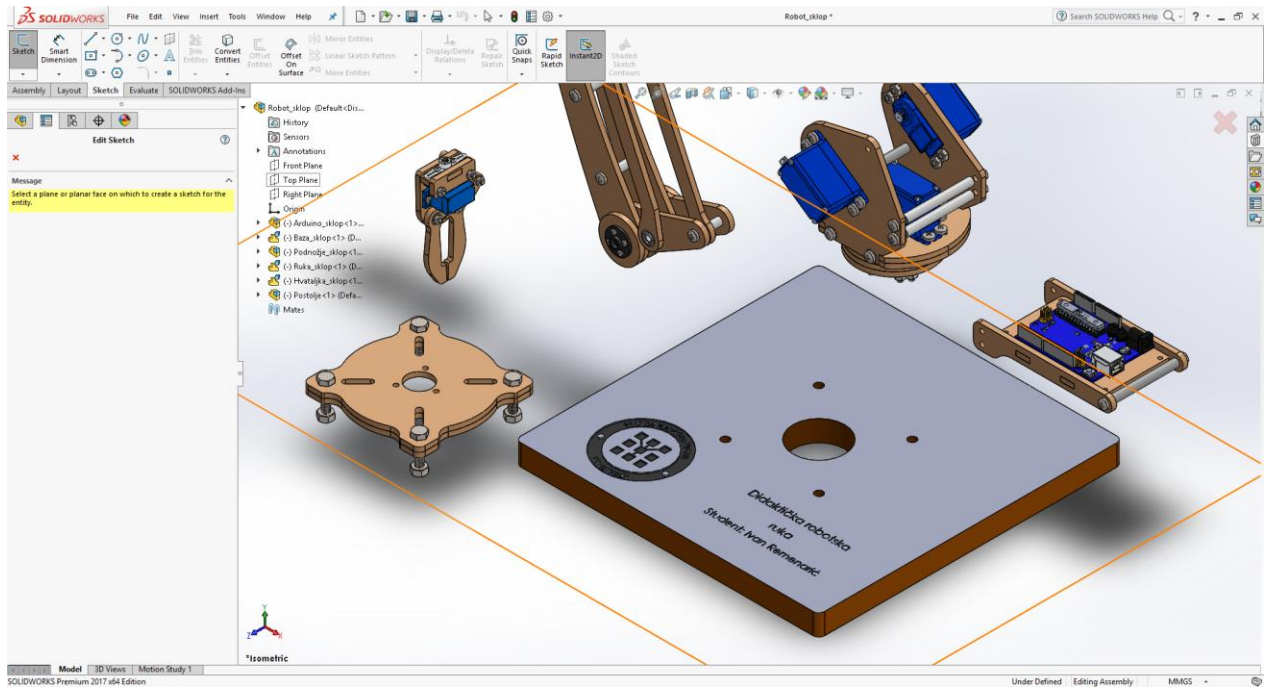 SOLIDWORKS
File Edit View Insert Tools Window Help
Robot_sklop *
Search SOLIDWORKS Help
Sketch
Smart Dimension
Trim Entities
Convert Entities
Offset Entities
Offset On Surface
Mirror Entities
Linear Sketch Pattern
Move Entities
Display/Delete Relations
Repair Sketch
Quick Snaps
Rapid Sketch
Instant2D
Shaded Sketch Contours
Assembly Layout Sketch Evaluate SOLIDWORKS Add-Ins
Edit Sketch
Message
Select a plane or planar face on which to create a sketch for the
entity.
Robot_sklop (Default<Dis...
History
Sensors
Annotations
Front Plane
Top Plane
Right Plane
Origin
(-) Arduino_sklop<1>...
(-) Baza_sklop<1> (D...
(-) Podnožje_sklop<1...
(-) Ruka_sklop<1> (D...
(-) Hvataljka_sklop<1...
(-) Postolje<1> (Defa...
Mates
Didaktička robotska
ruka
Student: Ivan Remenarić
Y
Z
X
*Isometric
Model 3D Views Motion Study 1
SOLIDWORKS Premium 2017 x64 Edition
Under Defined Editing Assembly MMGS